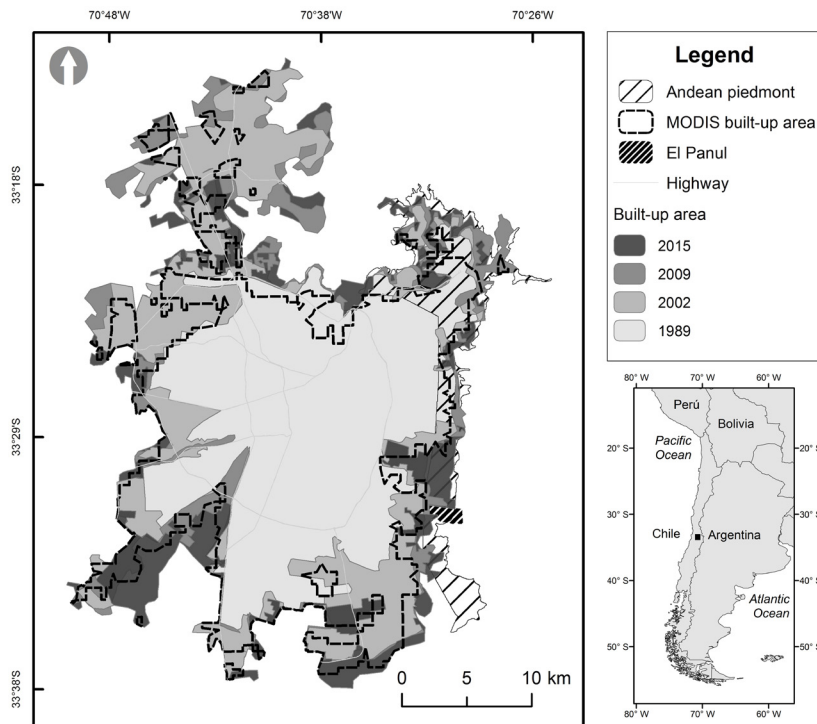 70°48'W 70°38'W 70°26'W
33°18'S
33°29'S
33°38'S
0 5 10 km
Legend
Andean piedmont
MODIS built-up area
El Panul
Highway
Built-up area
2015
2009
2002
1989
80° W 70° W 60° W
Perú
Bolivia
Pacific
Ocean
Chile
Argentina
Atlantic
Ocean
20° S 20° S
30° S 30° S
40° S 40° S
50° S 50° S
80° W 70° W 60° W